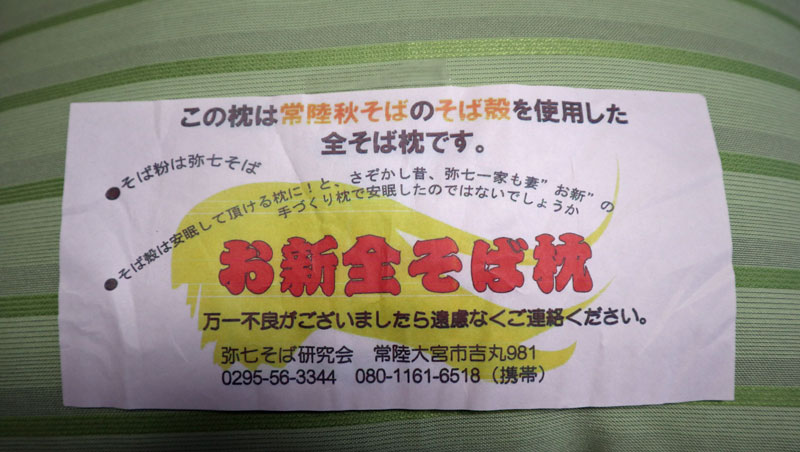 この枕は常陸秋そばのそば殻を使用した
全そば枕です。
●そば粉は弥七そば
●そば殻は安眠して頂ける枕に!と、さぞかし昔、弥七一家も妻”お新”の
手づくり枕で安眠したのではないでしょうか
お新全そば枕
万一不良がございましたら遠慮なくご連絡ください。
弥七そば研究会 常陸大宮市吉丸981
0295-56-3344 080-1161-6518(携帯)